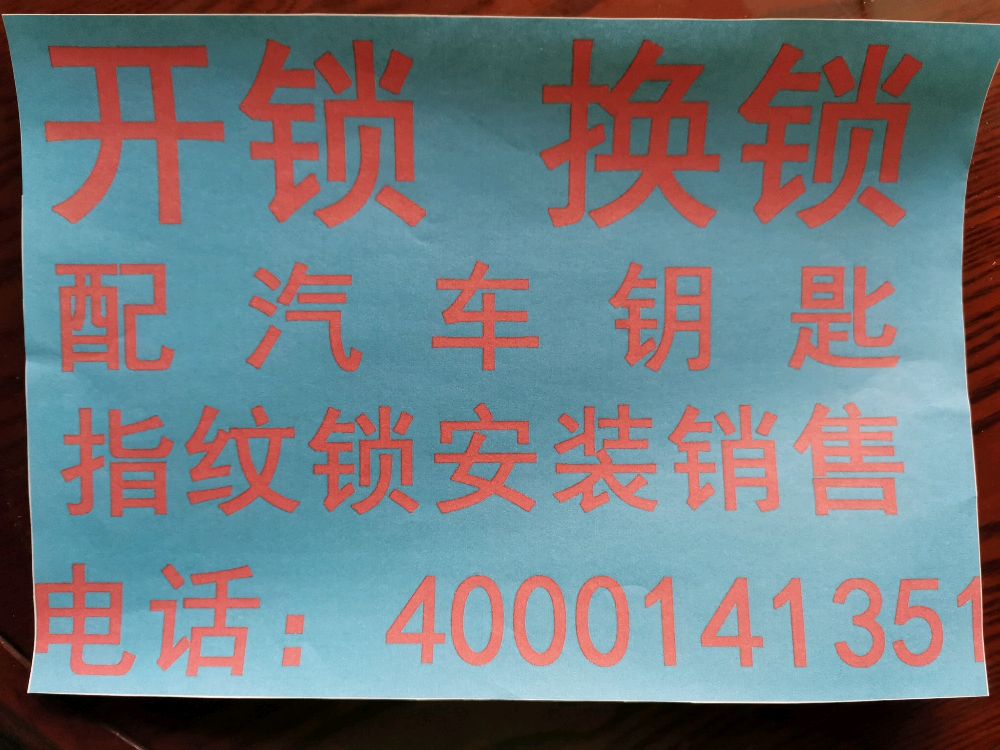 开锁 换锁
配汽车钥匙
指纹锁安装销售
电话：4000141351